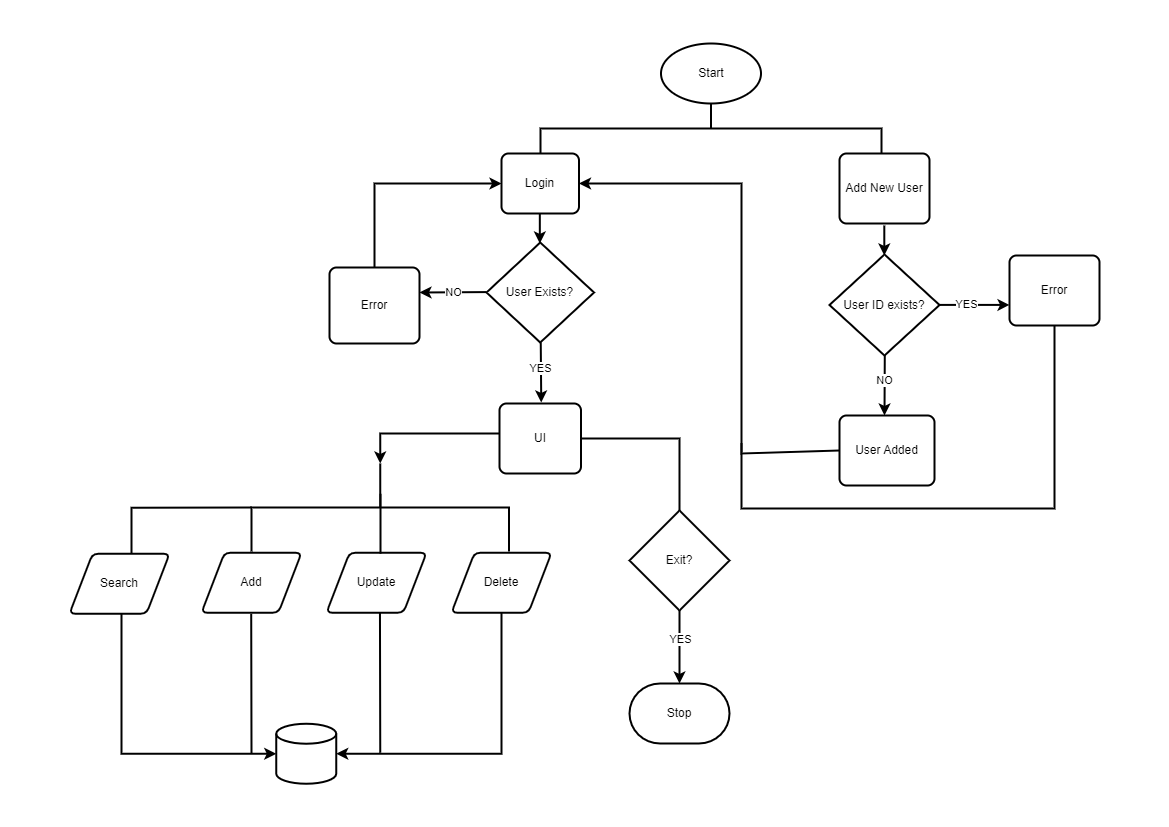 Start
Login
Add New User
User Exists?
NO
Error
User ID exists?
YES
Error
YES
NO
UI
User Added
Search
Add
Update
Delete
Exit?
YES
Stop